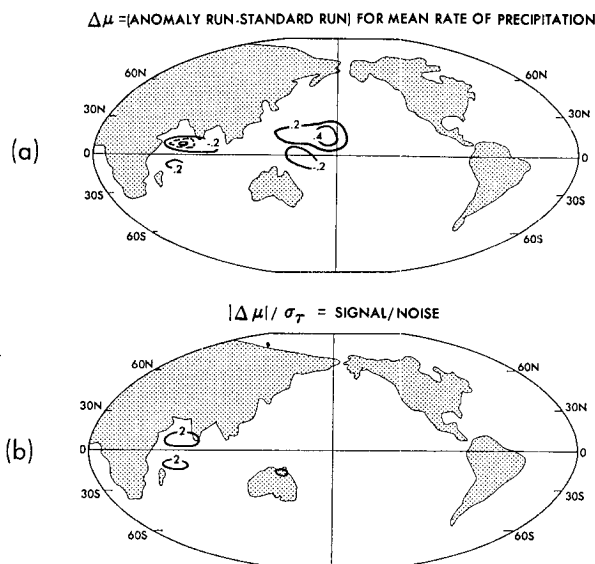 Δμ = (ANOMALY RUN-STANDARD RUN) FOR MEAN RATE OF PRECIPITATION
(a)
60N
60N
30N
30N
.2
.4
-.2
0
0
.2
-.2
30S
30S
60S
60S
|Δμ| / στ = SIGNAL/NOISE
(b)
60N
60N
30N
30N
2
0
0
2
30S
30S
60S
60S